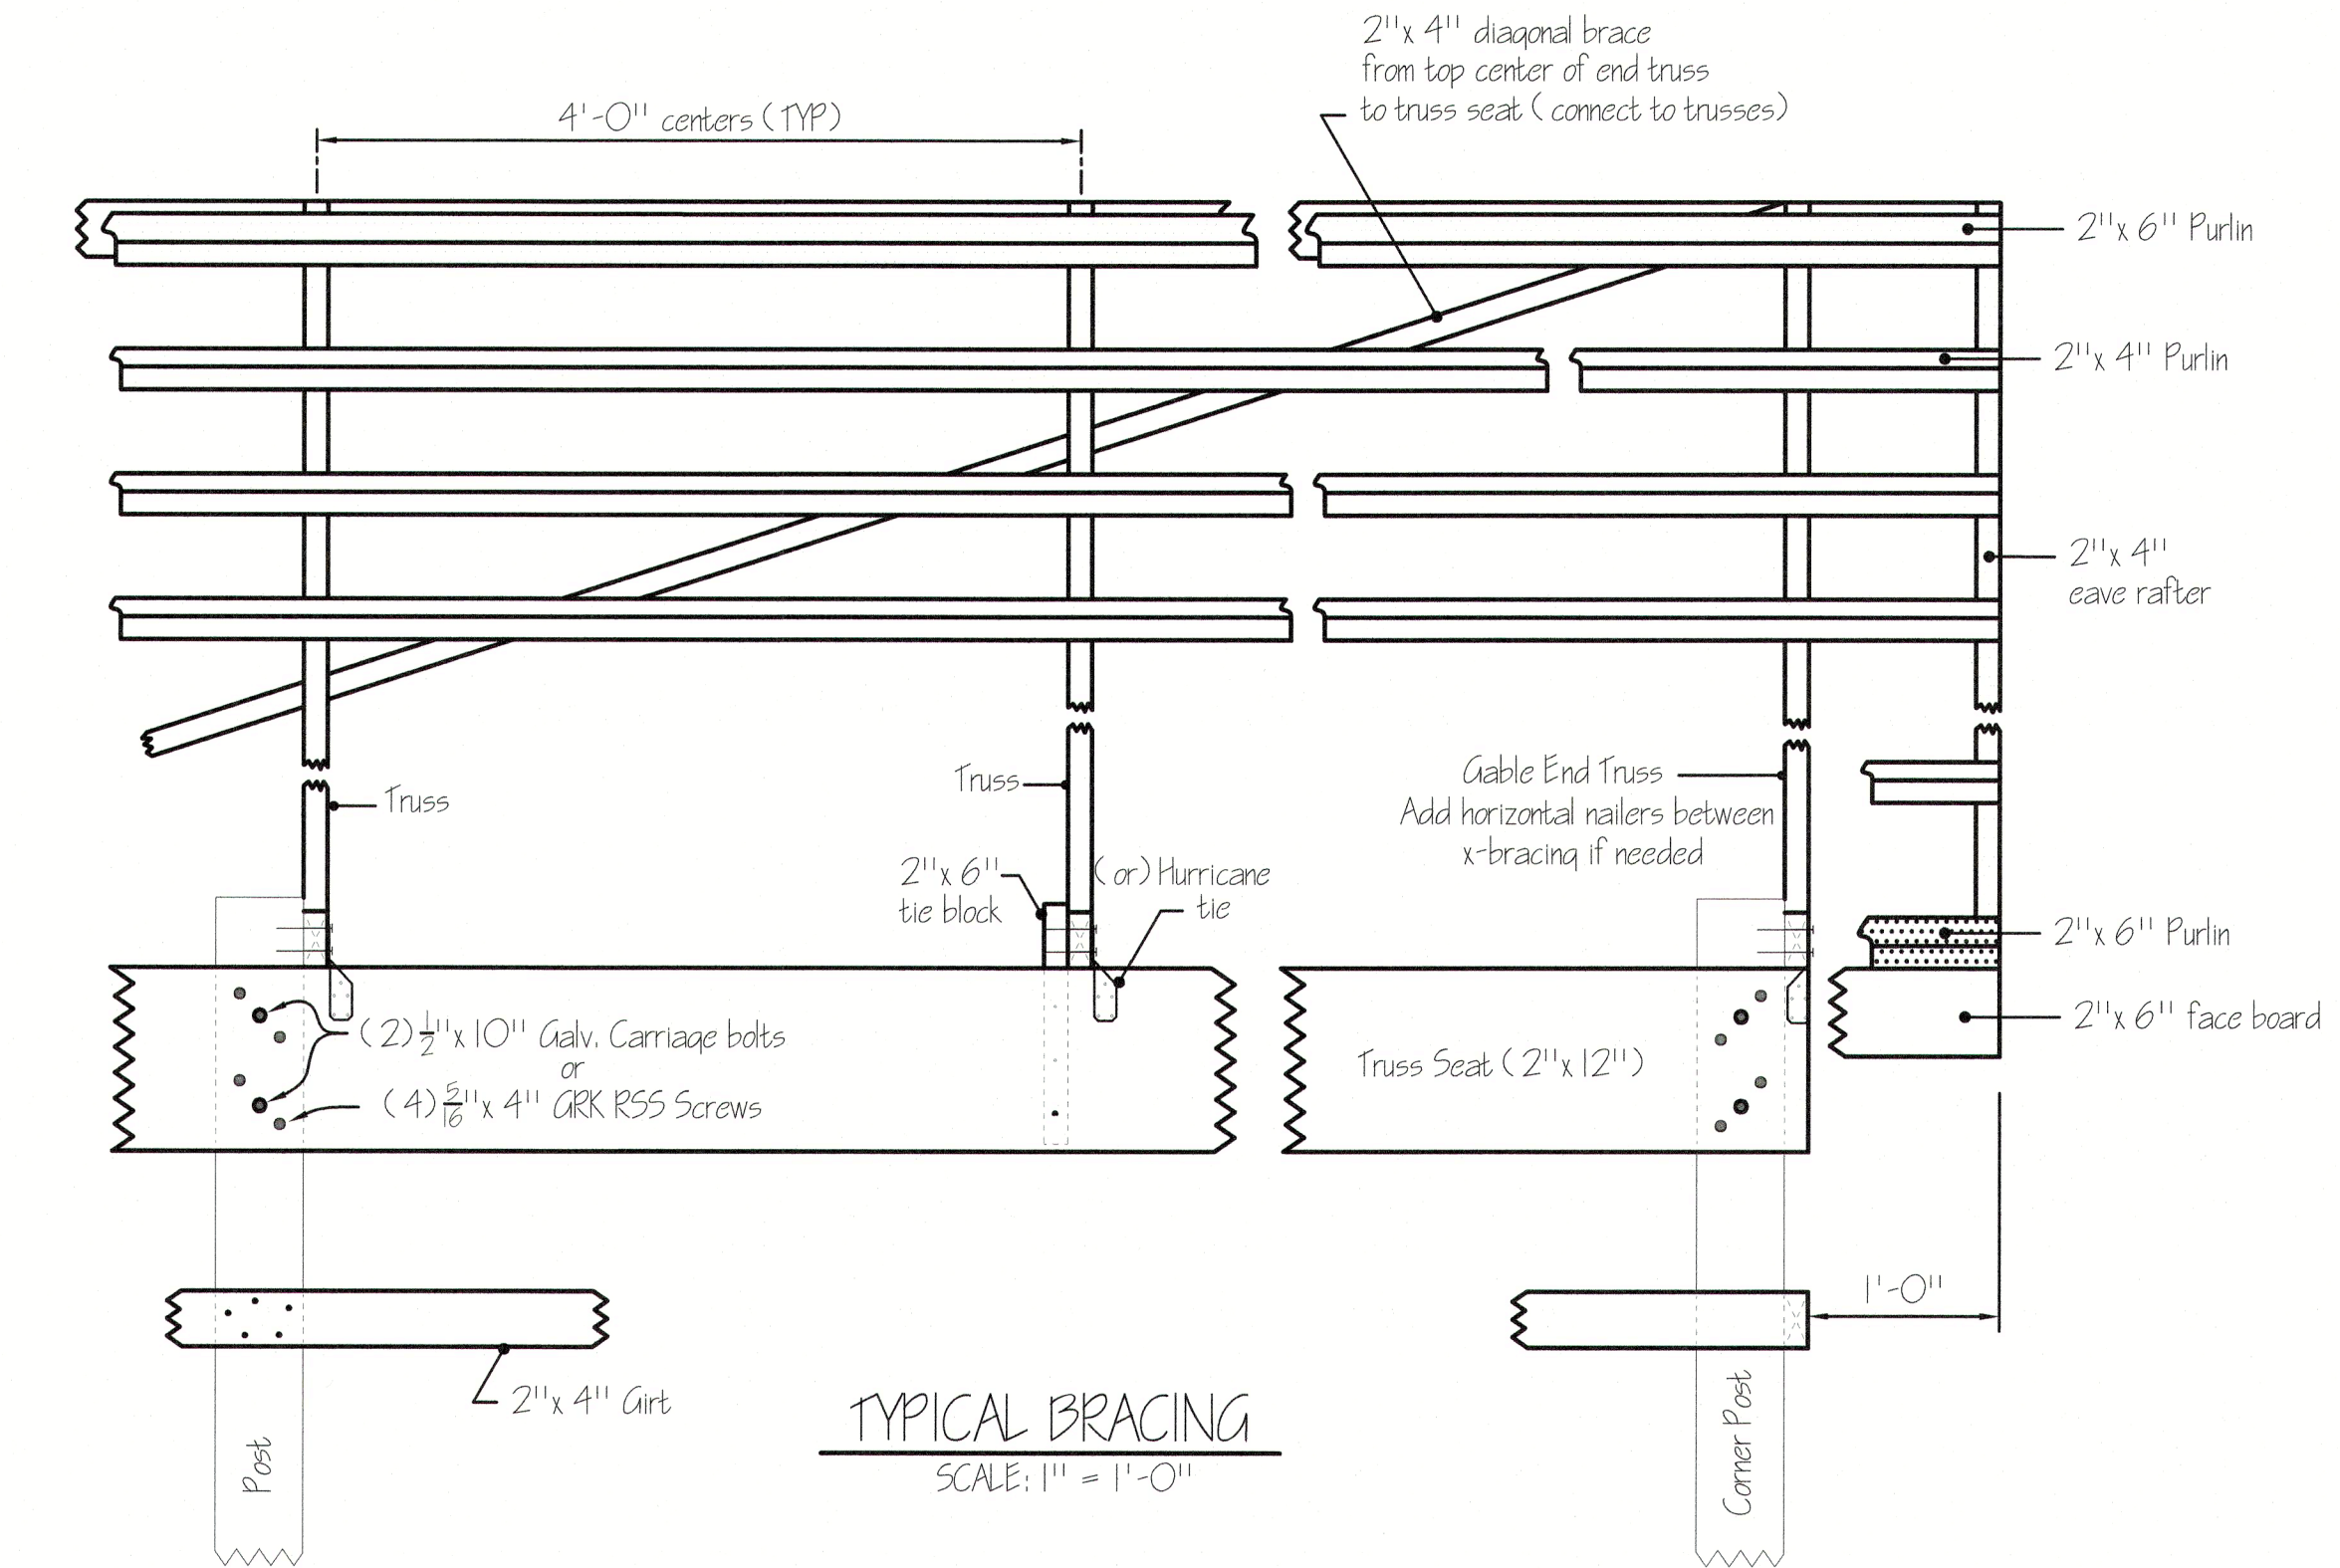 2"x 4" diagonal brace
from top center of end truss
to truss seat ( connect to trusses)
4'-0" centers (TYP)
2"x 6" Purlin
2"x 4" Purlin
2"x 4"
eave rafter
Truss
Truss
Gable End Truss
Add horizontal nailers between
x-bracing if needed
2"x 6"
tie block
(or) Hurricane
tie
2"x 6" Purlin
2"x 6" face board
(2) 1/2"x 10" Galv. Carriage bolts
or
(4) 5/16"x 4" GRK RSS Screws
Truss Seat (2"x 12")
1'-0"
2"x 4" Girt
Post
Corner Post
TYPICAL BRACING
SCALE: 1" = 1'-0"